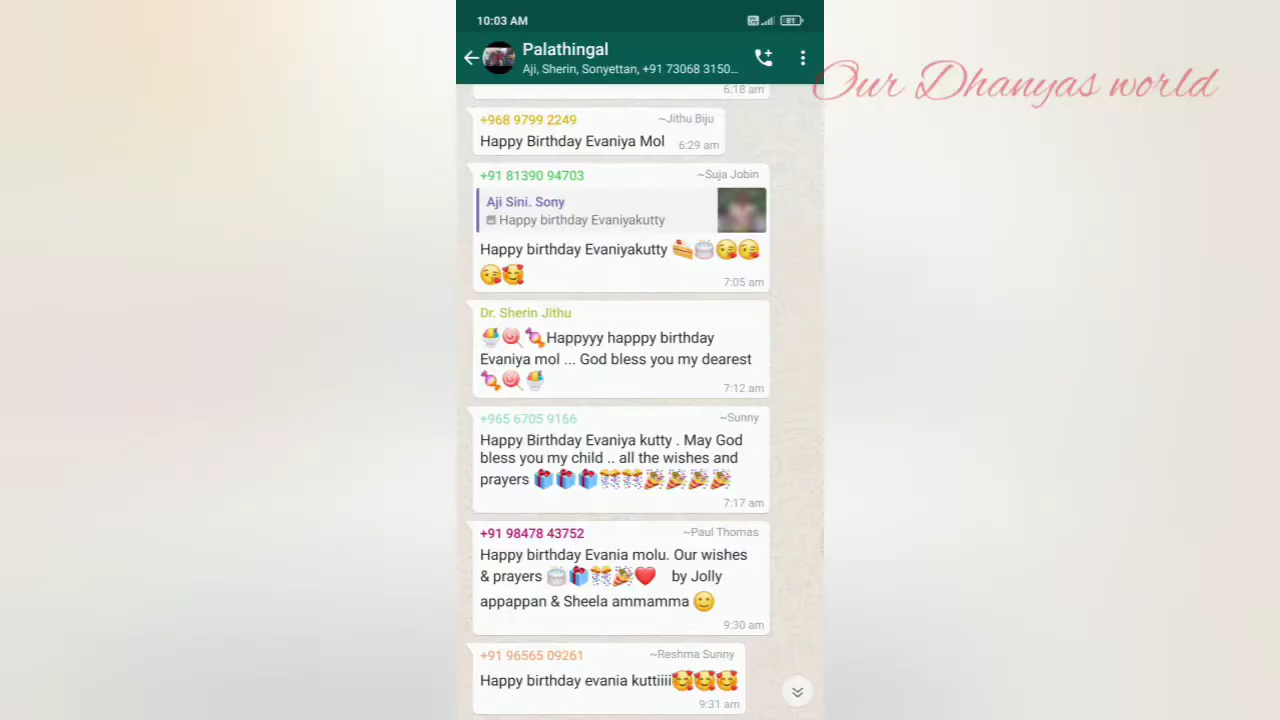 10:03 AM
81
Palathingal
Aji, Sherin, Sonyettan, +91 73068 3150...
Our Dhanyas world
6:18 am
+968 9799 2249 ~Jithu Biju
Happy Birthday Evaniya Mol 6:29 am
+91 81390 94703 ~Suja Jobin
Aji Sini. Sony
Happy birthday Evaniyakutty
Happy birthday Evaniyakutty 🍰🎂😘😘
😘🥰
7:05 am
Dr. Sherin Jithu
🍧🍭🍬Happyyy happpy birthday
Evaniya mol ... God bless you my dearest
🍬🍭🍧
7:12 am
+965 6705 9166 ~Sunny
Happy Birthday Evaniya kutty . May God
bless you my child .. all the wishes and
prayers 🎁🎁🎁🎊🎊🎉🎉🎉🎉
7:17 am
+91 98478 43752 ~Paul Thomas
Happy birthday Evania molu. Our wishes
& prayers 🎂🎁🎊🎉❤️ by Jolly
appappan & Sheela ammamma 🙂
9:30 am
+91 96565 09261 ~Reshma Sunny
Happy birthday evania kuttiiii🥰🥰🥰
9:31 am